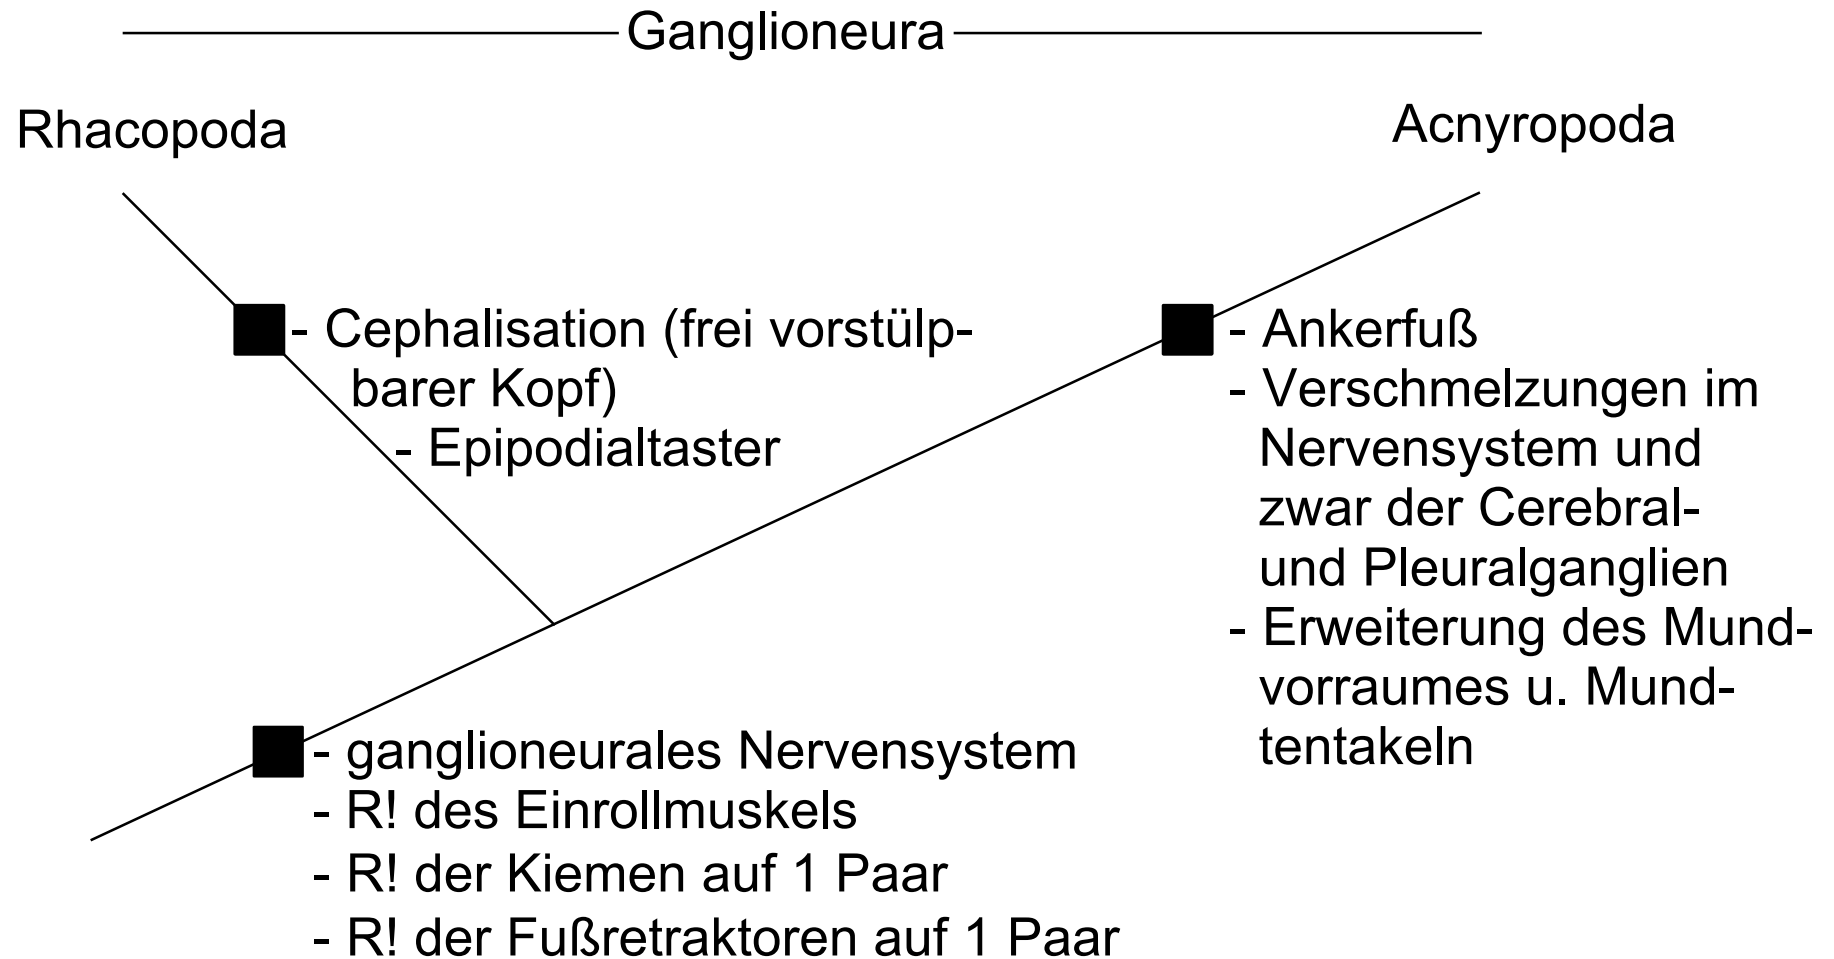 Ganglioneura
Rhacopoda
Acnyropoda
- Cephalisation (frei vorstülp-
barer Kopf)
- Epipodialtaster
- Ankerfuß
- Verschmelzungen im
Nervensystem und
zwar der Cerebral-
und Pleuralganglien
- Erweiterung des Mund-
vorraumes u. Mund-
tentakeln
- ganglioneurales Nervensystem
- R! des Einrollmuskels
- R! der Kiemen auf 1 Paar
- R! der Fußretraktoren auf 1 Paar